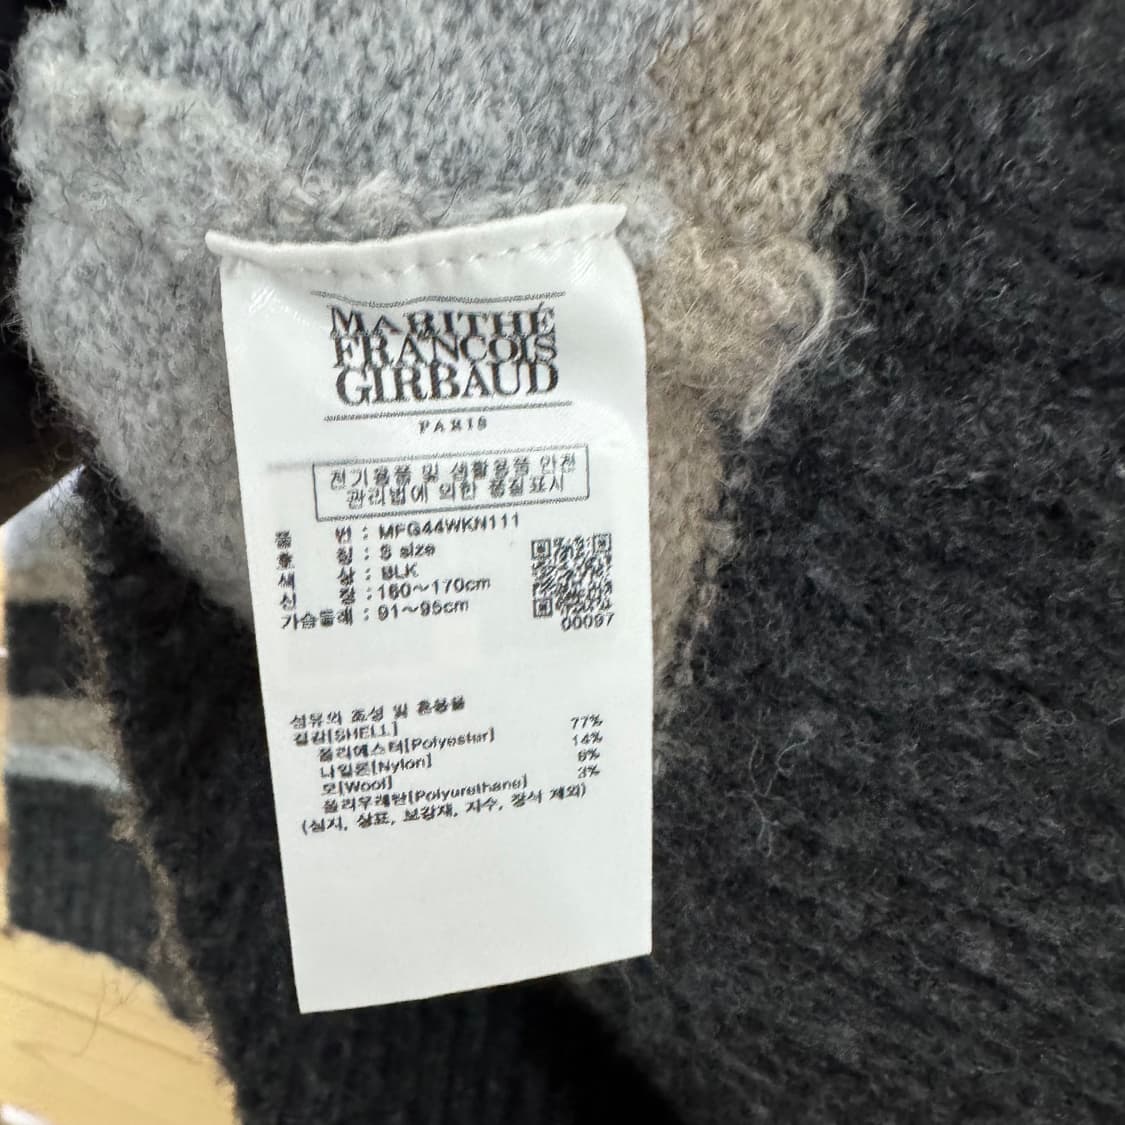 MARITHÉ
FRANCOIS
GIRBAUD
PARIS
전기용품 및 생활용품 안전
관리법에 의한 품질표시
품 번 : MFG44WKN111
호 칭 : S size
색 상 : BLK
신 장 : 160~170cm
가슴둘레 : 91~95cm
00097
섬유의 조성 및 혼용율
겉감[SHELL]
폴리에스터[Polyester] 77%
나일론[Nylon] 14%
모[Wool] 6%
폴리우레탄[Polyurethane] 3%
(심지, 상표, 보강재, 자수, 장식 제외)